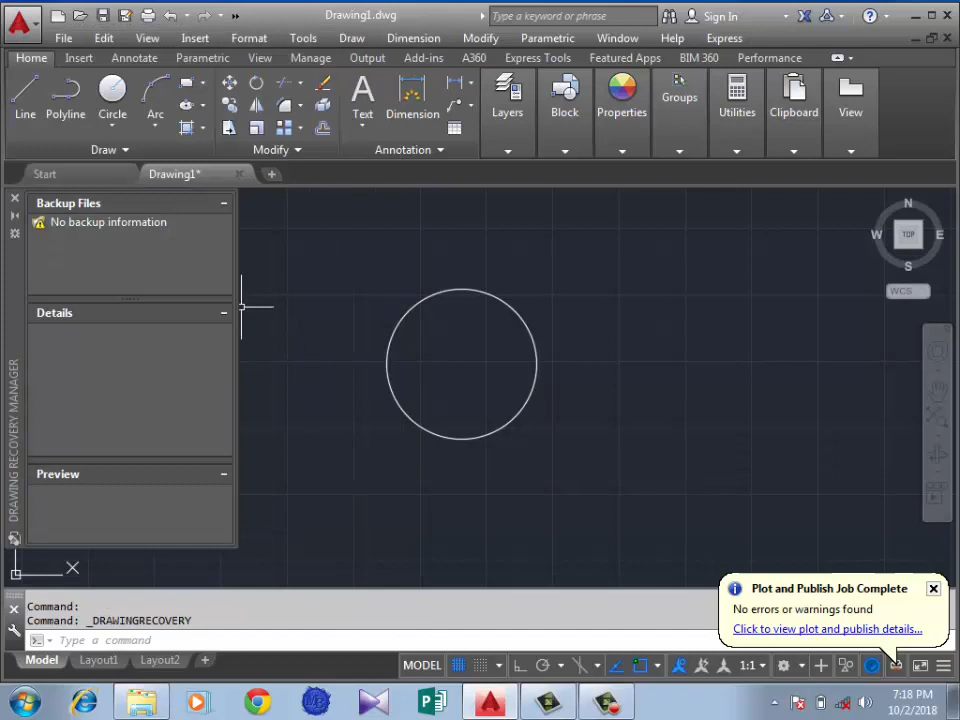 Drawing1.dwg
Type a keyword or phrase
Sign In
File Edit View Insert Format Tools Draw Dimension Modify Parametric Window Help Express
Home Insert Annotate Parametric View Manage Output Add-ins A360 Express Tools Featured Apps BIM 360 Performance
Line Polyline Circle Arc
Text Dimension
Layers Block Properties Groups Utilities Clipboard View
Draw Modify Annotation
Start Drawing1*
Backup Files
No backup information
Details
Preview
DRAWING RECOVERY MANAGER
N
W TOP E
S
WCS
X
Command:
Command: _DRAWINGRECOVERY
Type a command
Plot and Publish Job Complete
No errors or warnings found
Click to view plot and publish details...
Model Layout1 Layout2 +
MODEL 1:1
7:18 PM
10/2/2018